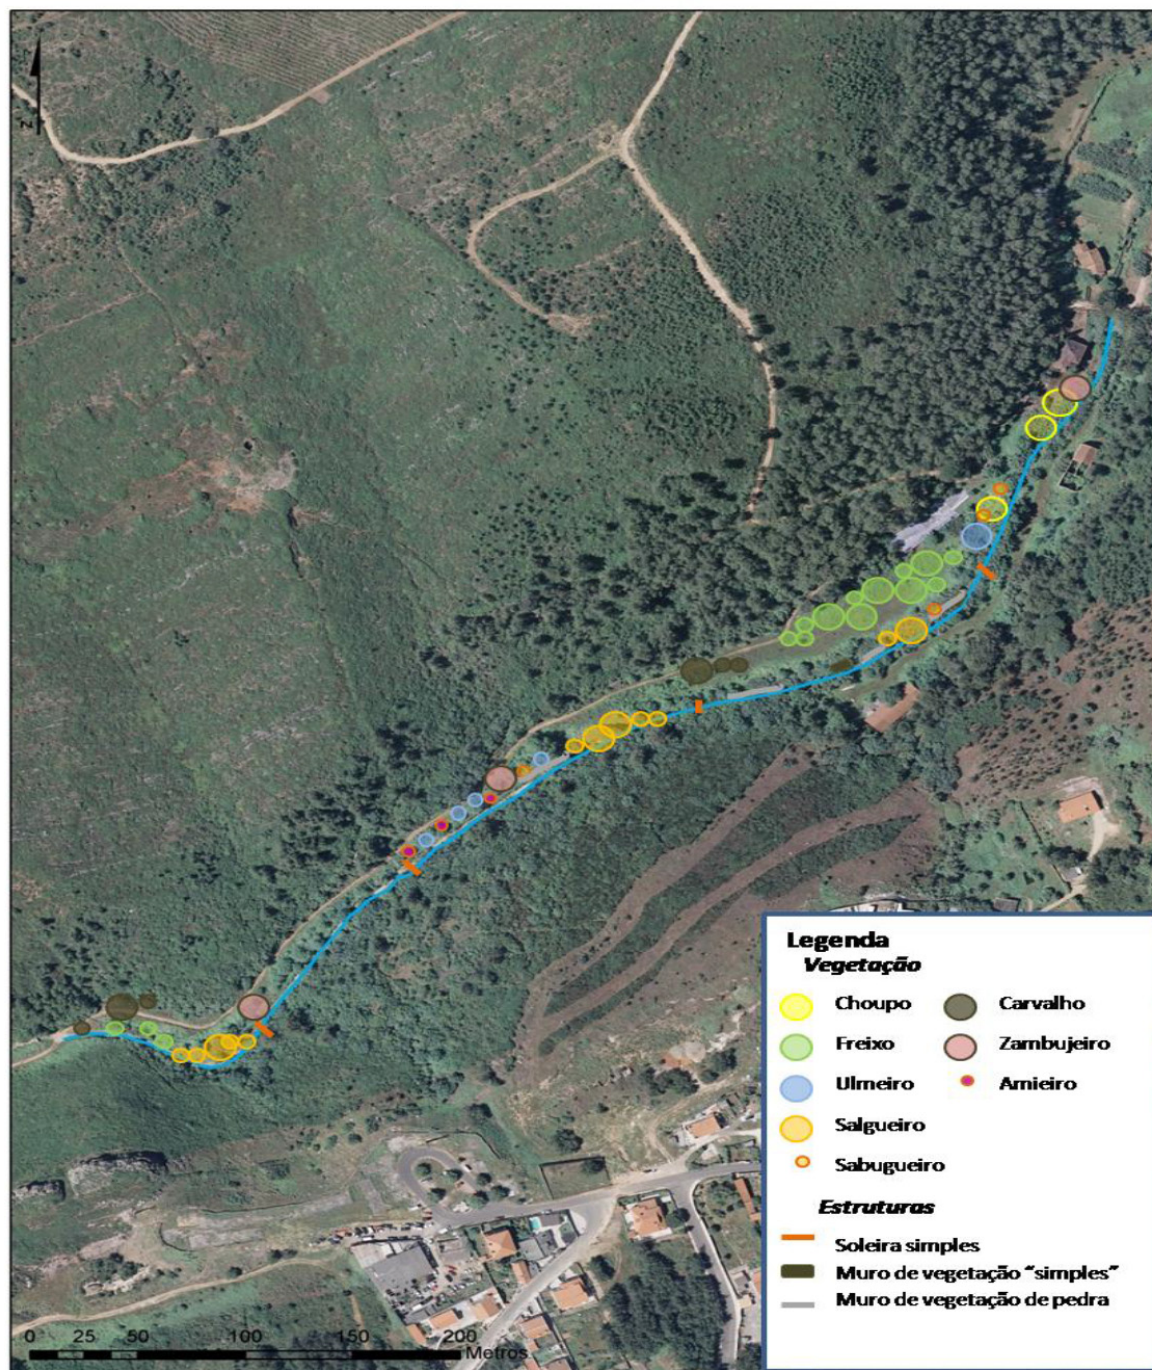 z
Legenda
Vegetação
Choupo Carvalho
Freixo Zambujeiro
Ulmeiro Amieiro
Salgueiro
Sabugueiro
Estruturas
Soleira simples
Muro de vegetação “simples”
Muro de vegetação de pedra
0 25 50 100 150 200
Metros